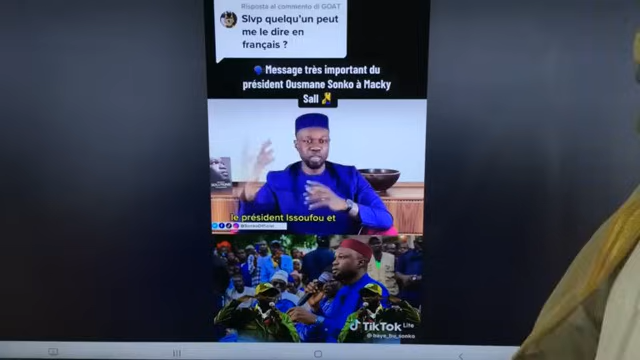 Risposta al commento di GOAT
Slvp quelqu'un peut
me le dire en
français ?
Message très important du
président Ousmane Sonko à Macky
Sall
le président Issoufou et
TikTok Lite